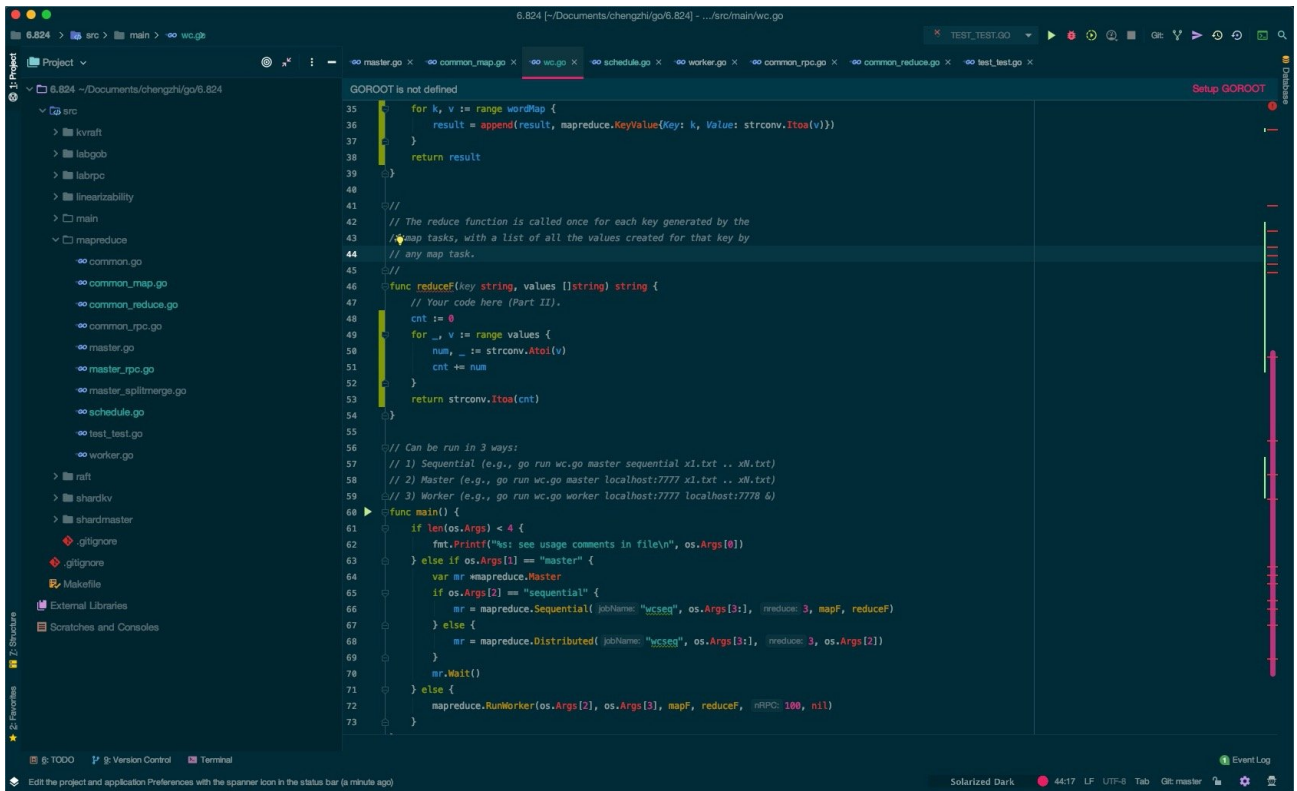 6.824 [~/Documents/chengzhi/go/6.824] - .../src/main/wc.go
6.824 > src > main > wc.go
TEST_TEST.GO
Git:
1: Project
Project
master.go × common_map.go × wc.go × schedule.go × worker.go × common_rpc.go × common_reduce.go × test_test.go ×
Database
6.824 ~/Documents/chengzhi/go/6.824
src
kvraft
labgob
labrpc
linearizability
main
mapreduce
common.go
common_map.go
common_reduce.go
common_rpc.go
master.go
master_rpc.go
master_splitmerge.go
schedule.go
test_test.go
worker.go
raft
shardkv
shardmaster
.gitignore
.gitignore
Makefile
External Libraries
Scratches and Consoles
GOROOT is not defined Setup GOROOT
35 for k, v := range wordMap {
36 result = append(result, mapreduce.KeyValue{Key: k, Value: strconv.Itoa(v)})
37 }
38 return result
39 }
40
41 //
42 // The reduce function is called once for each key generated by the
43 // map tasks, with a list of all the values created for that key by
44 // any map task.
45 //
46 func reduceF(key string, values []string) string {
47 // Your code here (Part II).
48 cnt := 0
49 for _, v := range values {
50 num, _ := strconv.Atoi(v)
51 cnt += num
52 }
53 return strconv.Itoa(cnt)
54 }
55
56 // Can be run in 3 ways:
57 // 1) Sequential (e.g., go run wc.go master sequential x1.txt .. xN.txt)
58 // 2) Master (e.g., go run wc.go master localhost:7777 x1.txt .. xN.txt)
59 // 3) Worker (e.g., go run wc.go worker localhost:7777 localhost:7778 &)
60 func main() {
61 if len(os.Args) < 4 {
62 fmt.Printf("%s: see usage comments in file\n", os.Args[0])
63 } else if os.Args[1] == "master" {
64 var mr *mapreduce.Master
65 if os.Args[2] == "sequential" {
66 mr = mapreduce.Sequential( jobName: "wcseq", os.Args[3:], nreduce: 3, mapF, reduceF)
67 } else {
68 mr = mapreduce.Distributed( jobName: "wcseq", os.Args[3:], nreduce: 3, os.Args[2])
69 }
70 mr.Wait()
71 } else {
72 mapreduce.RunWorker(os.Args[2], os.Args[3], mapF, reduceF, nRPC: 100, nil)
73 }
7: Structure
2: Favorites
6: TODO 9: Version Control Terminal 1 Event Log
Edit the project and application Preferences with the spanner icon in the status bar (a minute ago) Solarized Dark 44:17 LF UTF-8 Tab Git: master